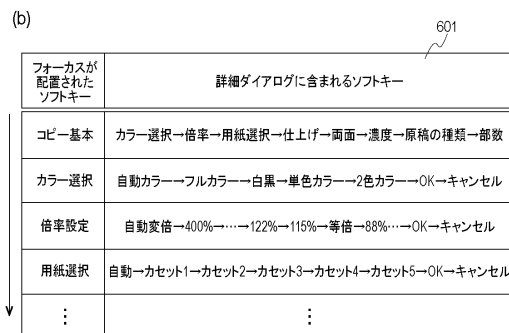 (b)
601
フォーカスが
配置された
ソフトキー
詳細ダイアログに含まれるソフトキー
コピー基本
カラー選択→倍率→用紙選択→仕上げ→両面→濃度→原稿の種類→部数
カラー選択
自動カラー→フルカラー→白黒→単色カラー→2色カラー→OK→キャンセル
倍率設定
自動変倍→400%→…→122%→115%→等倍→88%…→OK→キャンセル
用紙選択
自動→カセット1→カセット2→カセット3→カセット4→カセット5→OK→キャンセル
⋮
⋮